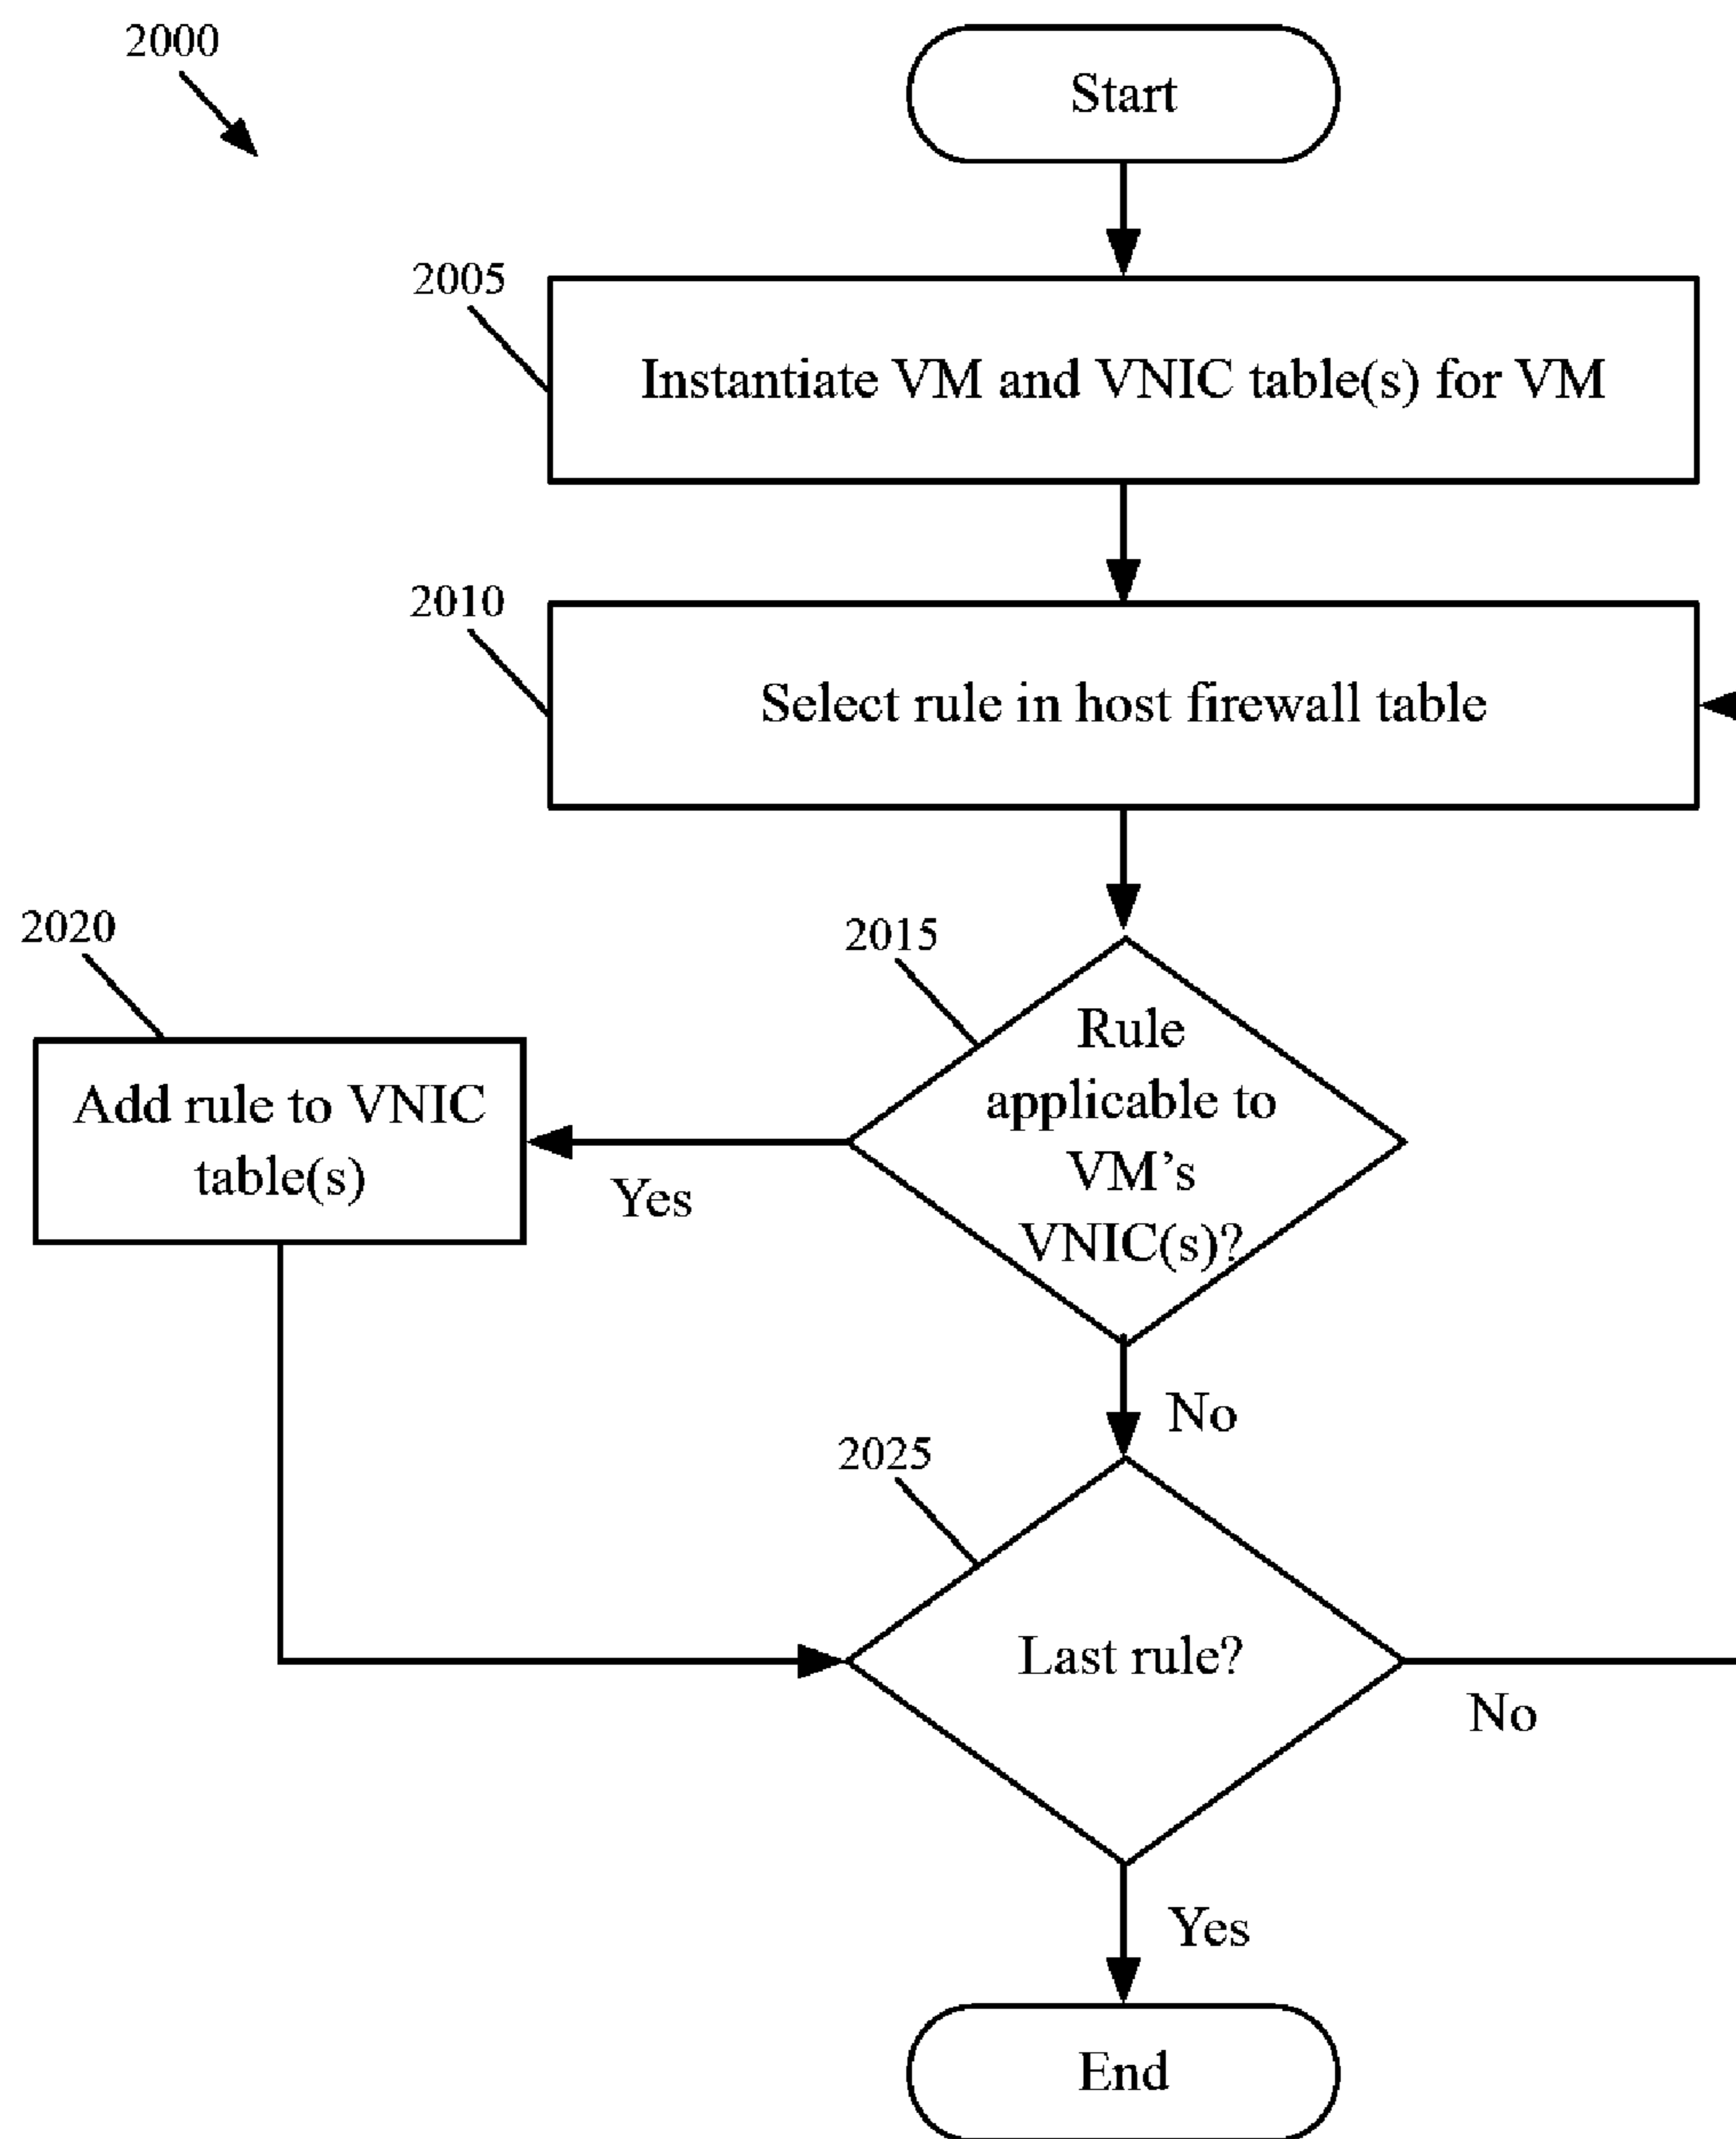 2000
Start
2005
Instantiate VM and VNIC table(s) for VM
2010
Select rule in host firewall table
2015
Rule
applicable to
VM's
VNIC(s)?
2020
Add rule to VNIC
table(s)
Yes
No
2025
Last rule?
No
Yes
End